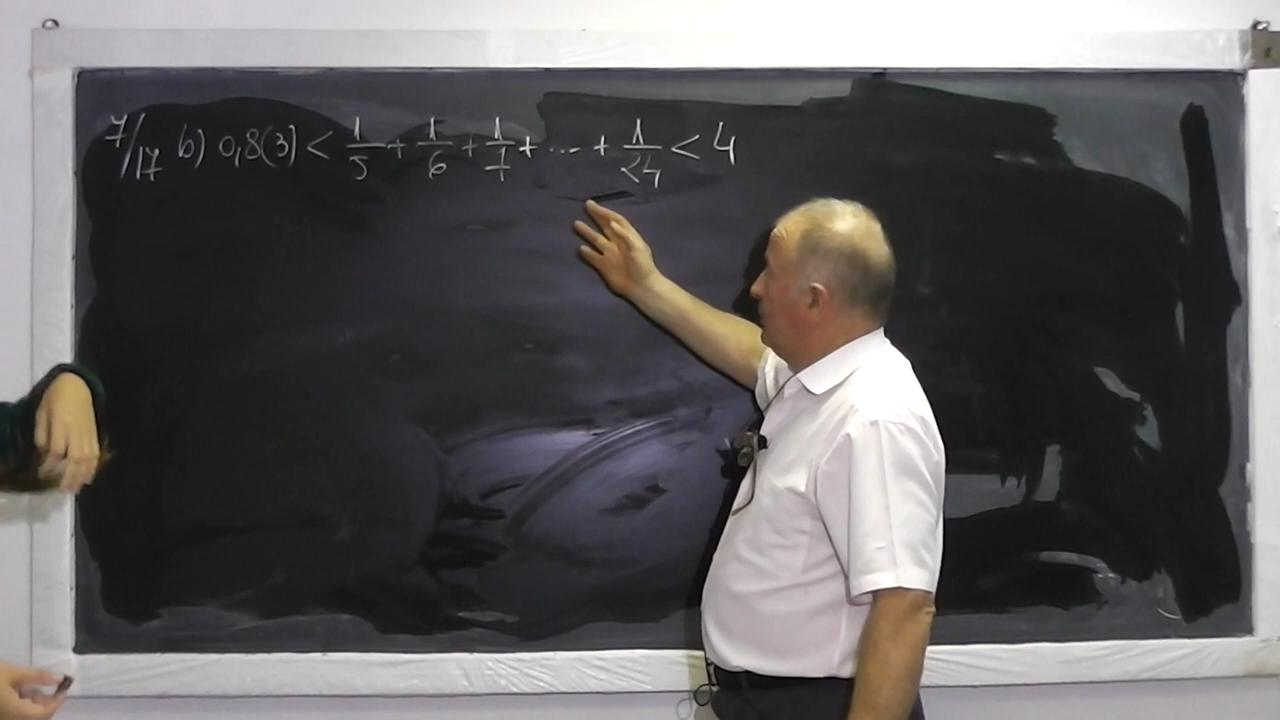 7/17 b) 0,8(3) < 1/5 + 1/6 + 1/7 + ... + 1/24 < 4